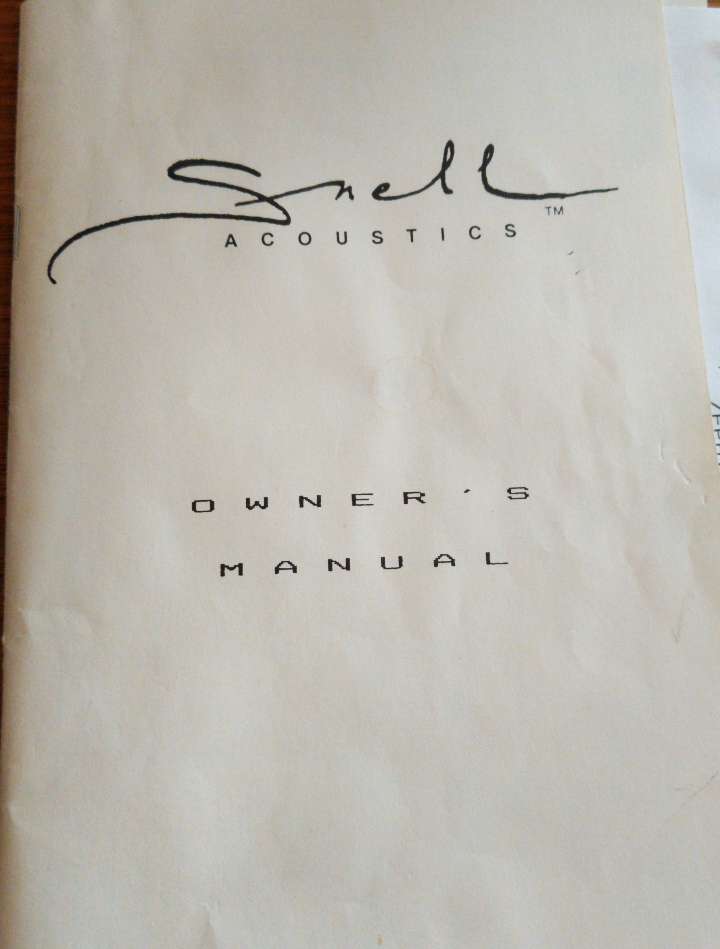 Snell
TM
ACOUSTICS
OWNER'S
MANUAL